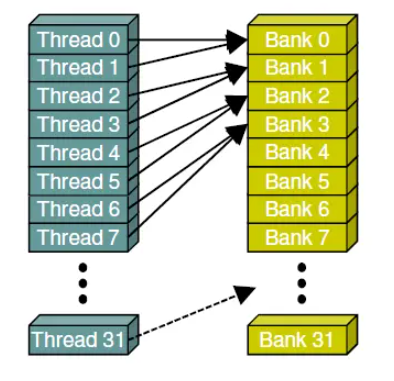 Thread 0
Thread 1
Thread 2
Thread 3
Thread 4
Thread 5
Thread 6
Thread 7
Thread 31
Bank 0
Bank 1
Bank 2
Bank 3
Bank 4
Bank 5
Bank 6
Bank 7
Bank 31